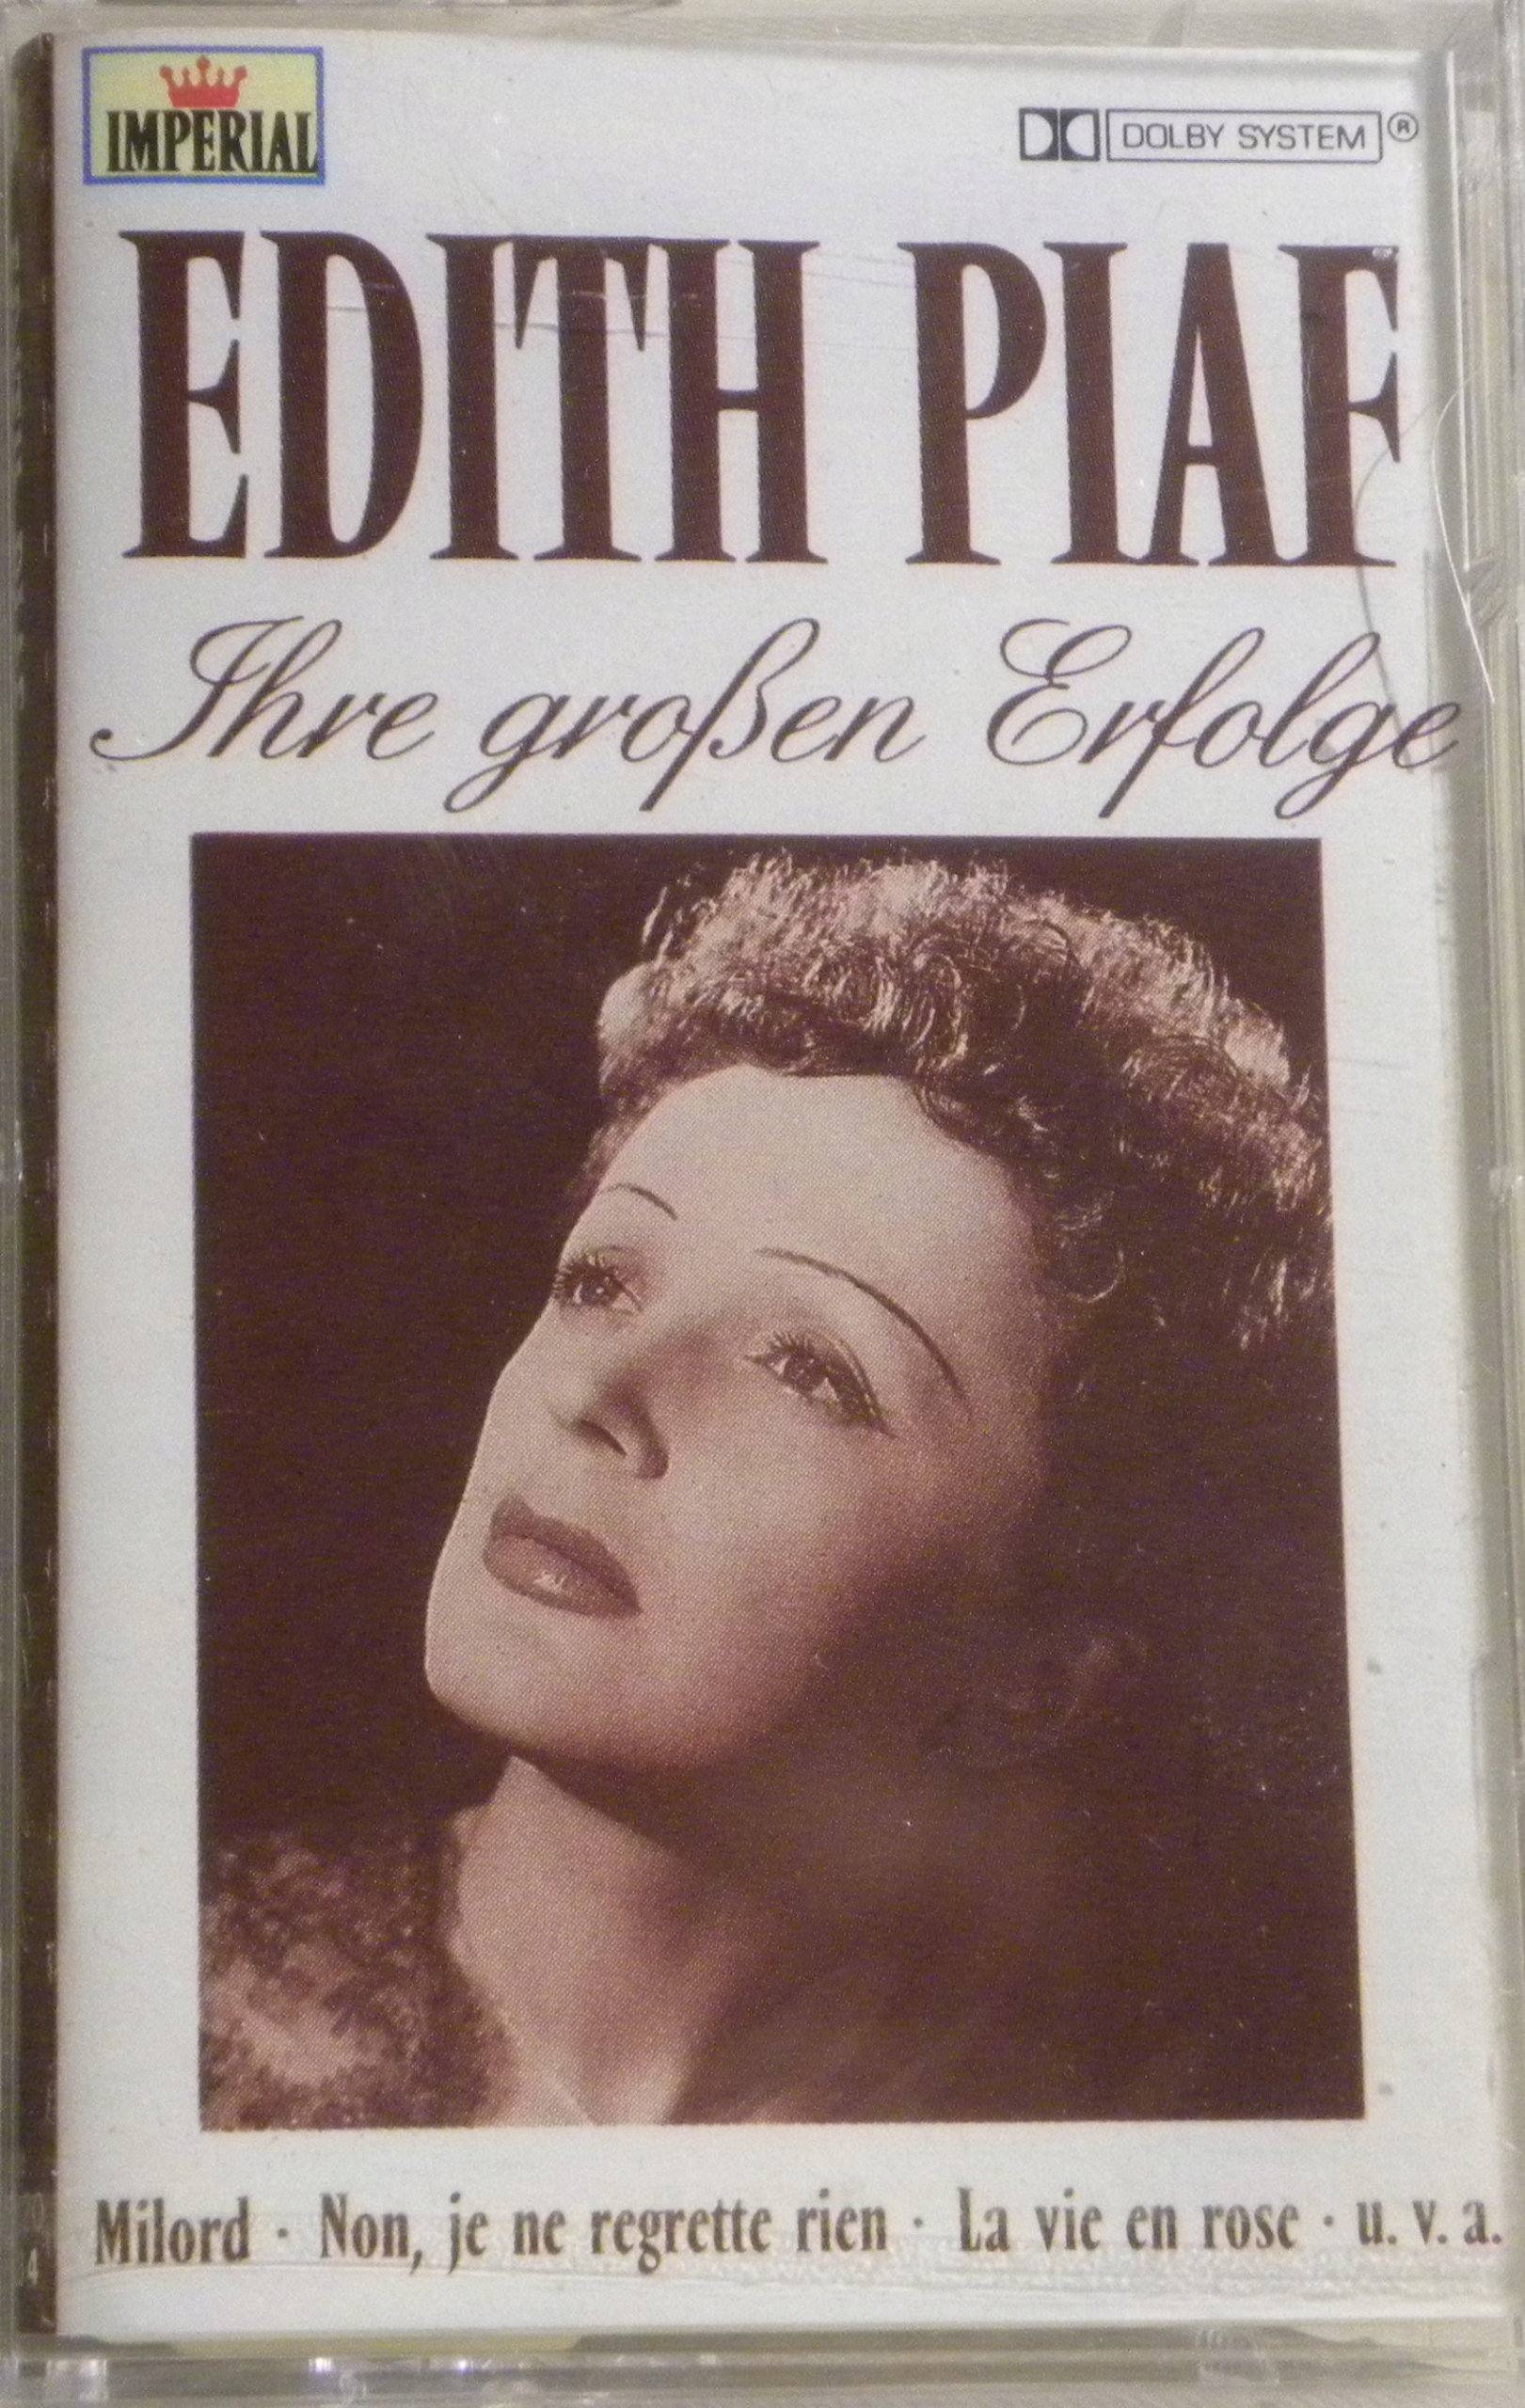 IMPERIAL
DOLBY SYSTEM®
EDITH PIAF
Ihre großen Erfolge
Milord · Non, je ne regrette rien · La vie en rose · u. v. a.